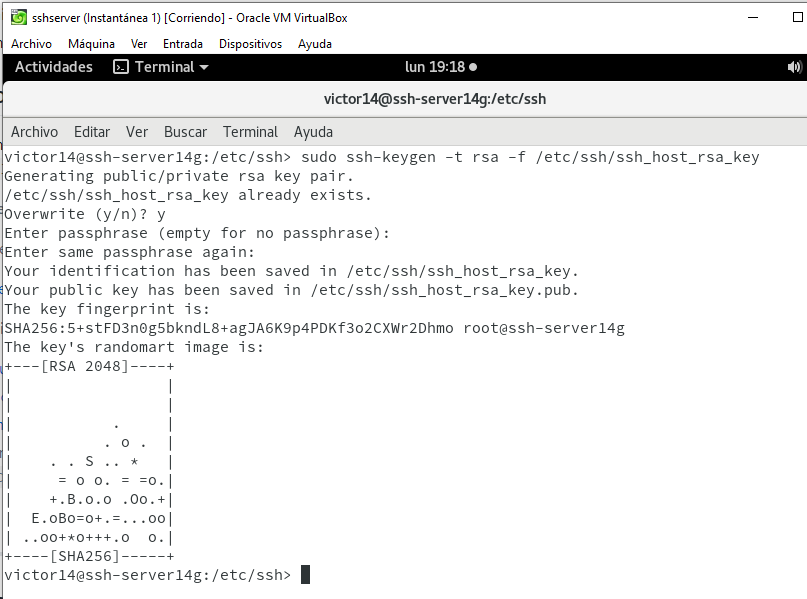 sshserver (Instantánea 1) [Corriendo] - Oracle VM VirtualBox
Archivo Máquina Ver Entrada Dispositivos Ayuda
Actividades Terminal lun 19:18
victor14@ssh-server14g:/etc/ssh
Archivo Editar Ver Buscar Terminal Ayuda
victor14@ssh-server14g:/etc/ssh> sudo ssh-keygen -t rsa -f /etc/ssh/ssh_host_rsa_key
Generating public/private rsa key pair.
/etc/ssh/ssh_host_rsa_key already exists.
Overwrite (y/n)? y
Enter passphrase (empty for no passphrase):
Enter same passphrase again:
Your identification has been saved in /etc/ssh/ssh_host_rsa_key.
Your public key has been saved in /etc/ssh/ssh_host_rsa_key.pub.
The key fingerprint is:
SHA256:5+stFD3n0g5bkndL8+agJA6K9p4PDKf3o2CXWr2Dhmo root@ssh-server14g
The key's randomart image is:
+---[RSA 2048]----+
|                 |
|                 |
|           .     |
|          . o .  |
|    . . S .. *   |
|     = o o. = =o.|
|    +.B.o.o .Oo.+|
|  E.oBo=o+.=...oo|
| ..oo+*o+++.o  o.|
+----[SHA256]-----+
victor14@ssh-server14g:/etc/ssh>